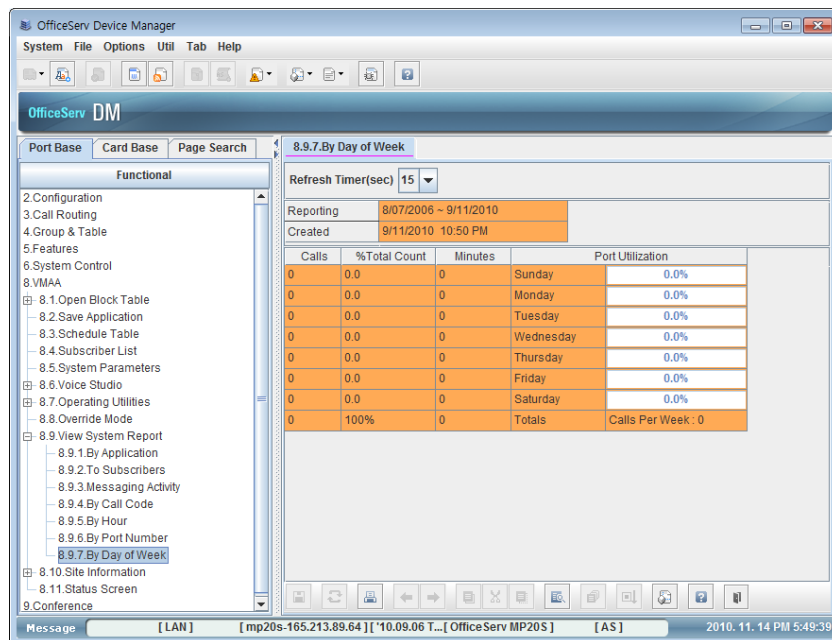 OfficeServ Device Manager
System File Options Util Tab Help
OfficeServ DM
Port Base Card Base Page Search
Functional
2.Configuration
3.Call Routing
4.Group & Table
5.Features
6.System Control
8.VMAA
8.1.Open Block Table
8.2.Save Application
8.3.Schedule Table
8.4.Subscriber List
8.5.System Parameters
8.6.Voice Studio
8.7.Operating Utilities
8.8.Override Mode
8.9.View System Report
8.9.1.By Application
8.9.2.To Subscribers
8.9.3.Messaging Activity
8.9.4.By Call Code
8.9.5.By Hour
8.9.6.By Port Number
8.9.7.By Day of Week
8.10.Site Information
8.11.Status Screen
9.Conference
8.9.7.By Day of Week
Refresh Timer(sec) 15
Reporting 8/07/2006 ~ 9/11/2010
Created 9/11/2010 10:50 PM
Calls %Total Count Minutes Port Utilization
0 0.0 0 Sunday 0.0%
0 0.0 0 Monday 0.0%
0 0.0 0 Tuesday 0.0%
0 0.0 0 Wednesday 0.0%
0 0.0 0 Thursday 0.0%
0 0.0 0 Friday 0.0%
0 0.0 0 Saturday 0.0%
0 100% 0 Totals Calls Per Week : 0
Message [ LAN ] [ mp20s-165.213.89.64 ] [ '10.09.06 T...[ OfficeServ MP20S ] [ AS ] 2010. 11. 14 PM 5:49:39